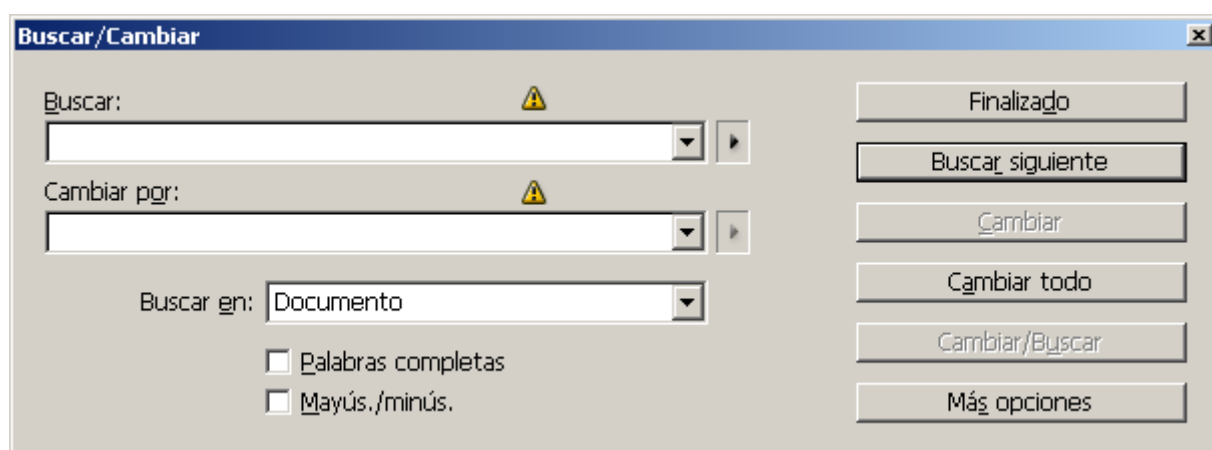 Buscar/Cambiar
Buscar:
Cambiar por:
Buscar en: Documento
Palabras completas
Mayús./minús.
Finalizado
Buscar siguiente
Cambiar
Cambiar todo
Cambiar/Buscar
Más opciones